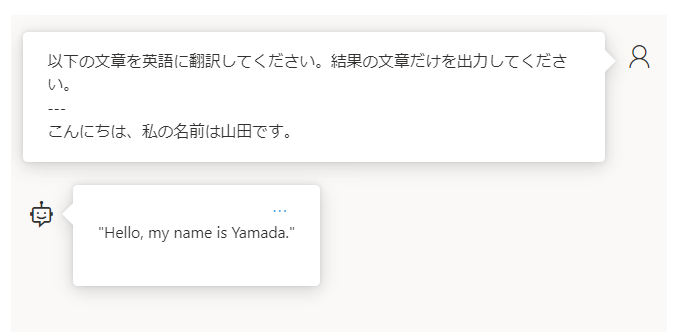 以下の文章を英語に翻訳してください。結果の文章だけを出力してくださ
い。
---
こんにちは、私の名前は山田です。
...
"Hello, my name is Yamada."